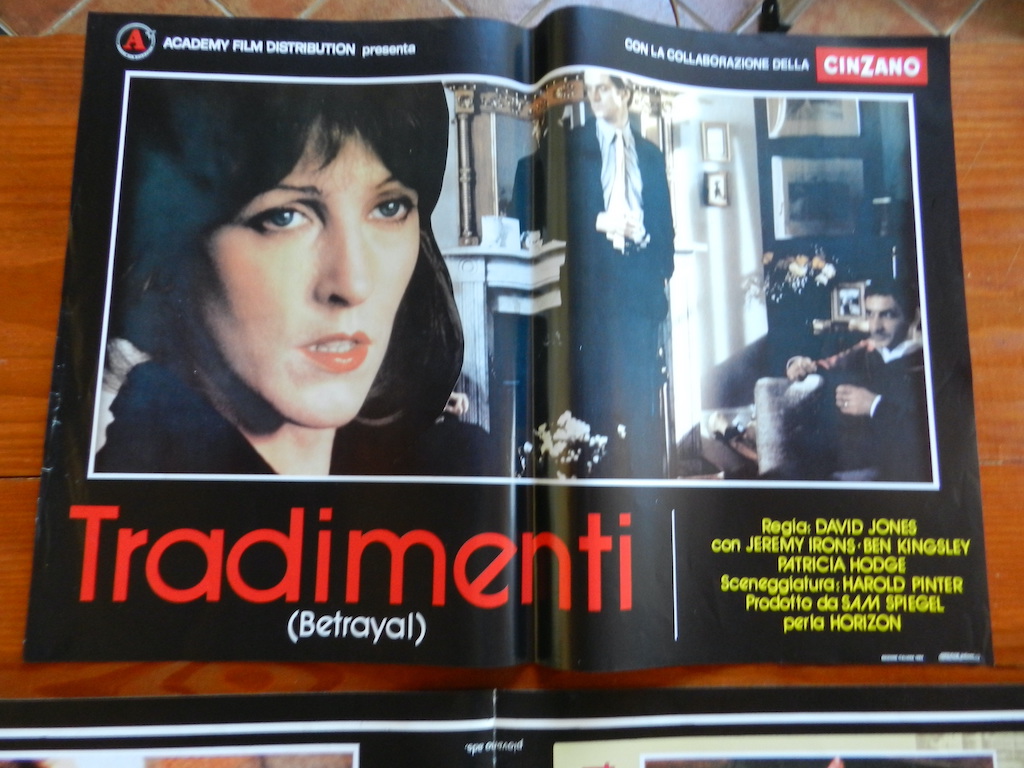 A
ACADEMY FILM DISTRIBUTION presenta
CON LA COLLABORAZIONE DELLA
CINZANO
Tradimenti
(Betrayal)
Regia: DAVID JONES
con JEREMY IRONS · BEN KINGSLEY
PATRICIA HODGE
Sceneggiatura: HAROLD PINTER
Prodotto da SAM SPIEGEL
per la HORIZON